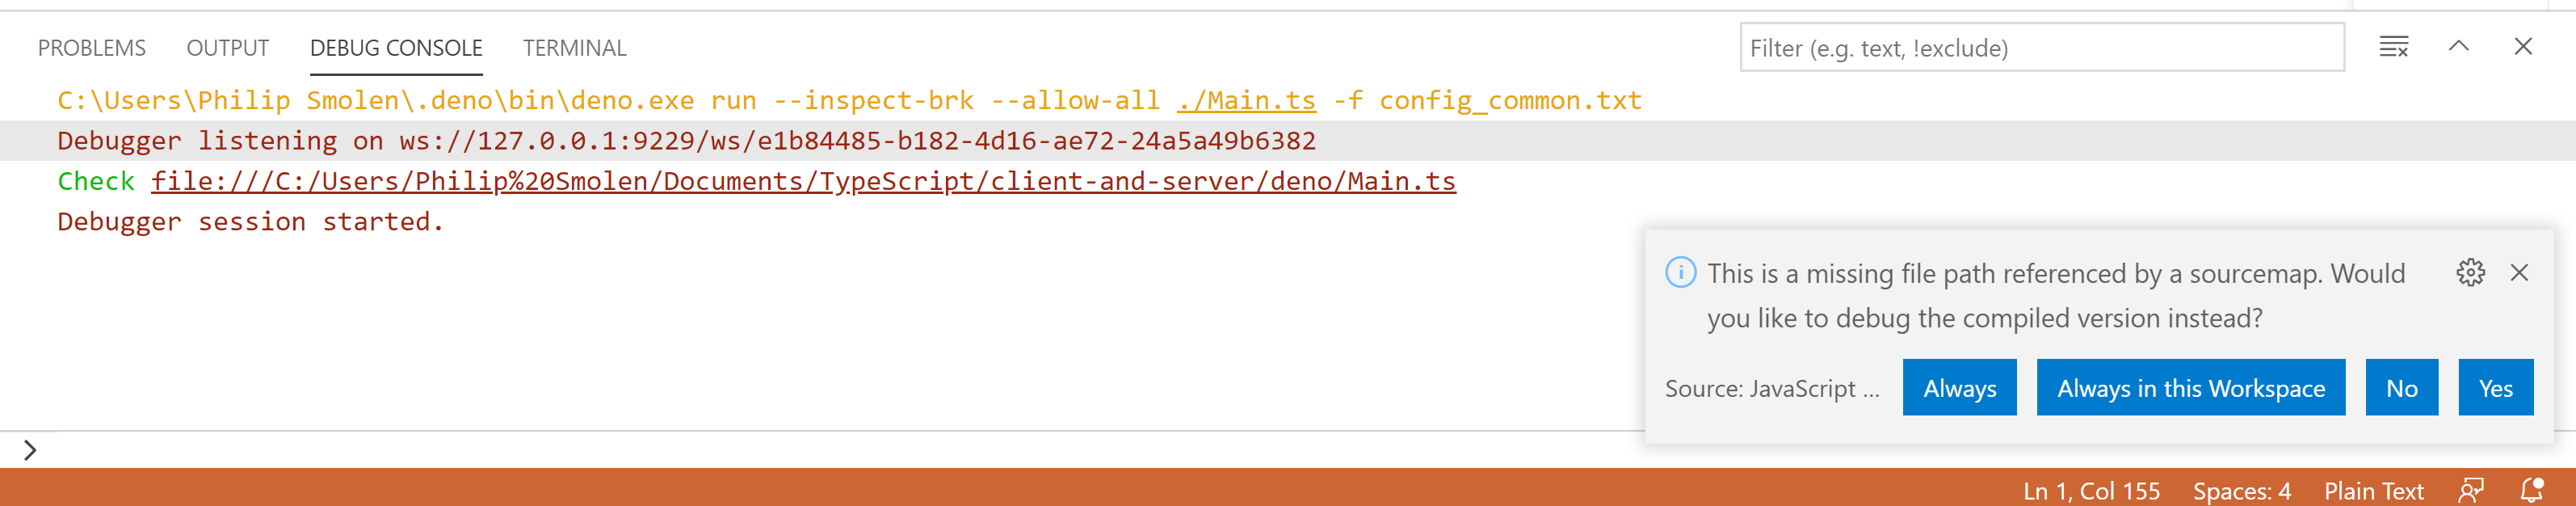 PROBLEMS OUTPUT DEBUG CONSOLE TERMINAL Filter (e.g. text, !exclude)
C:\Users\Philip Smolen\.deno\bin\deno.exe run --inspect-brk --allow-all ./Main.ts -f config_common.txt
Debugger listening on ws://127.0.0.1:9229/ws/e1b84485-b182-4d16-ae72-24a5a49b6382
Check file:///C:/Users/Philip%20Smolen/Documents/TypeScript/client-and-server/deno/Main.ts
Debugger session started.
This is a missing file path referenced by a sourcemap. Would
you like to debug the compiled version instead?
Source: JavaScript ... Always Always in this Workspace No Yes
Ln 1, Col 155 Spaces: 4 Plain Text